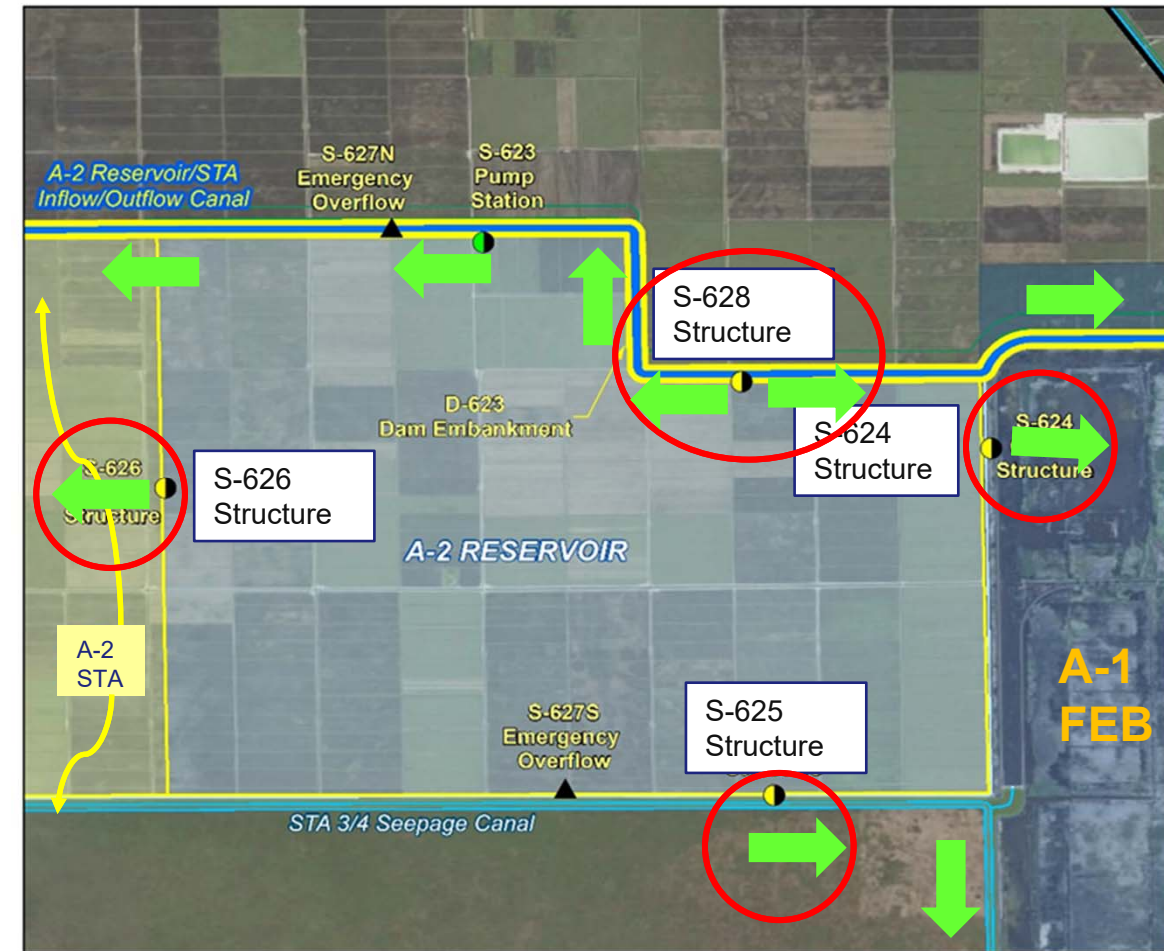 A-2 Reservoir/STA
Inflow/Outflow Canal
S-627N
Emergency
Overflow
S-623
Pump
Station
S-628
Structure
D-623
Dam Embankment
S-624
Structure
S-624
Structure
S-626
Structure
S-626
Structure
A-2 RESERVOIR
A-2
STA
A-1
FEB
S-627S
Emergency
Overflow
S-625
Structure
STA 3/4 Seepage Canal